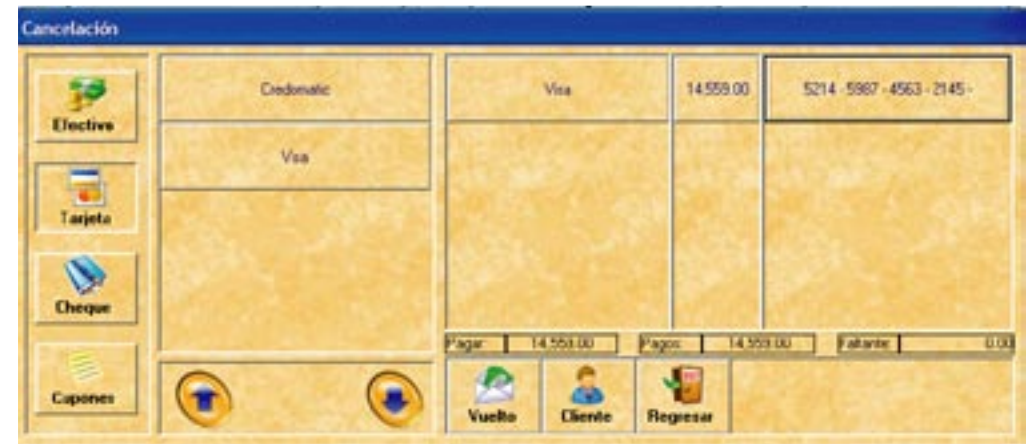 Cancelación
Efectivo
Tarjeta
Cheque
Cupones
Credomatic
Visa
Visa 14,559.00 5214 - 5987 - 4563 - 2145 -
Pagar: 14,559.00 Pagos: 14,559.00 Faltante: 0.00
Vuelto Cliente Regresar